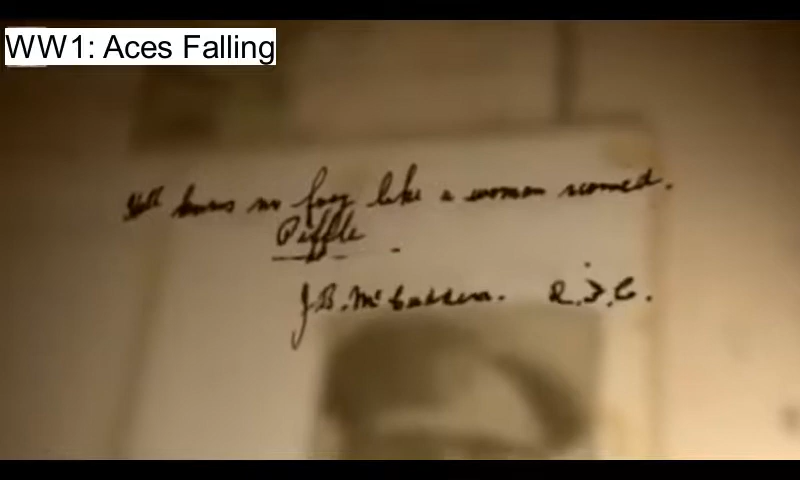 WW1: Aces Falling
Hell knows no fury like a woman scorned.
Piffle
J.B. McCudden. R.F.C.